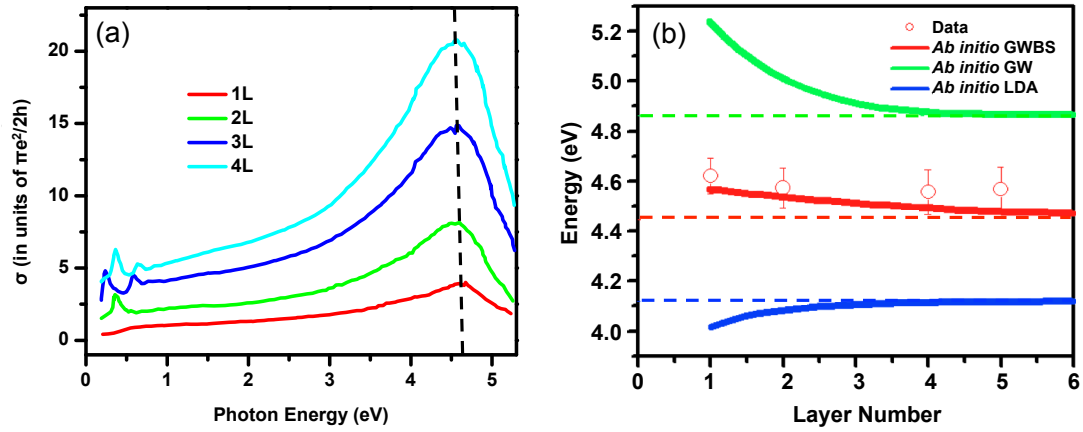 (a)
σ (in units of πe²/2h)
20
15
10
5
0
1L
2L
3L
4L
0 1 2 3 4 5
Photon Energy (eV)
(b)
Energy (eV)
5.2
5.0
4.8
4.6
4.4
4.2
4.0
Data
Ab initio GWBS
Ab initio GW
Ab initio LDA
0 1 2 3 4 5 6
Layer Number